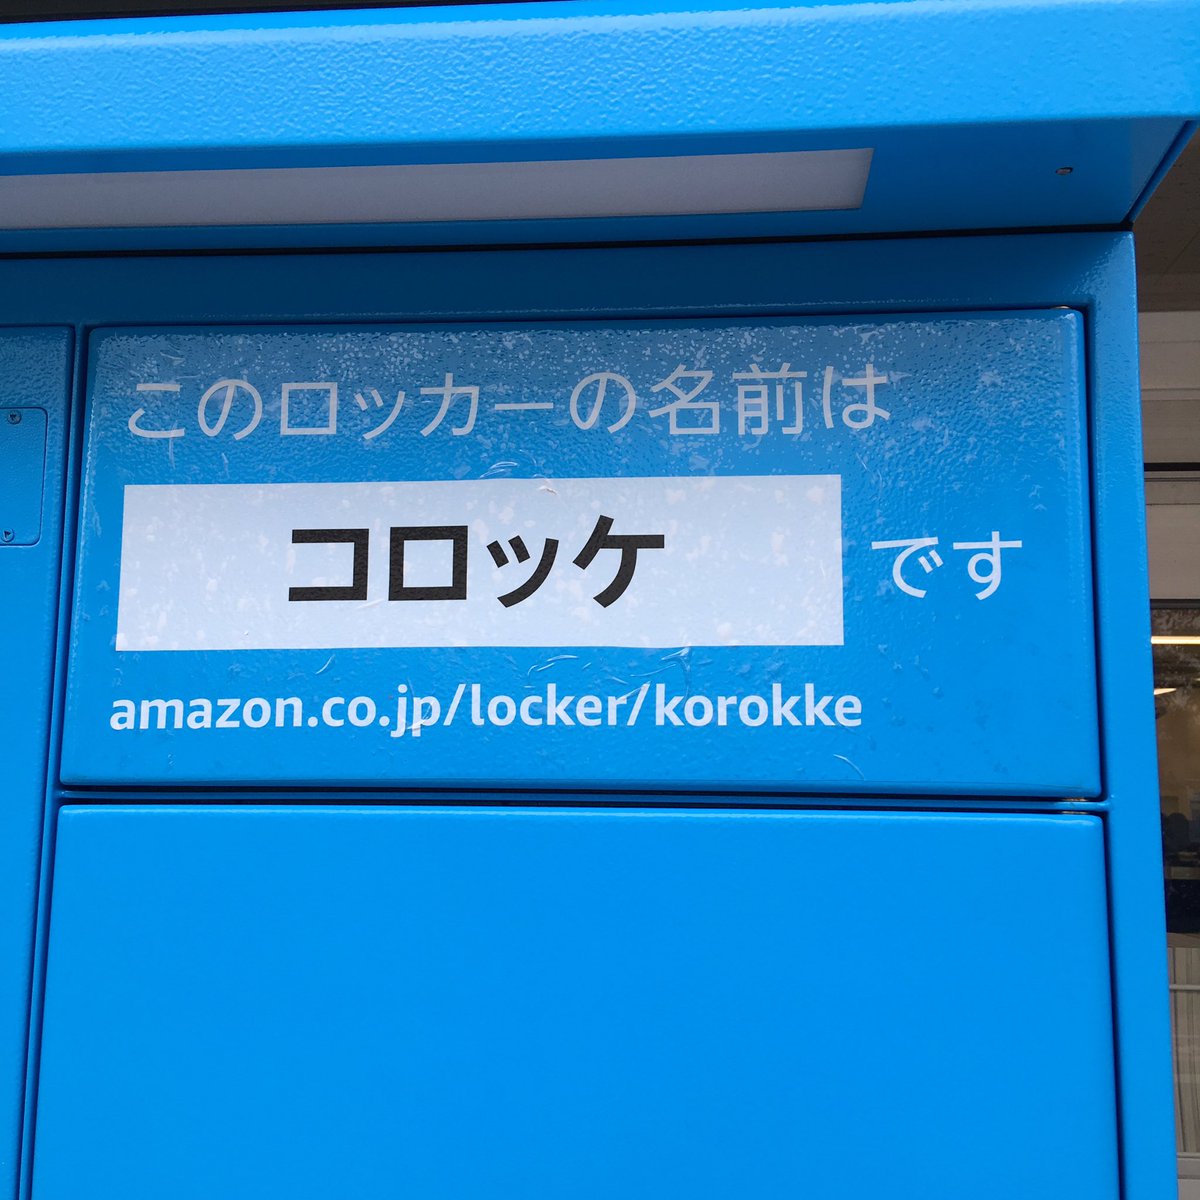 このロッカーの名前は
コロッケ です
amazon.co.jp/locker/korokke